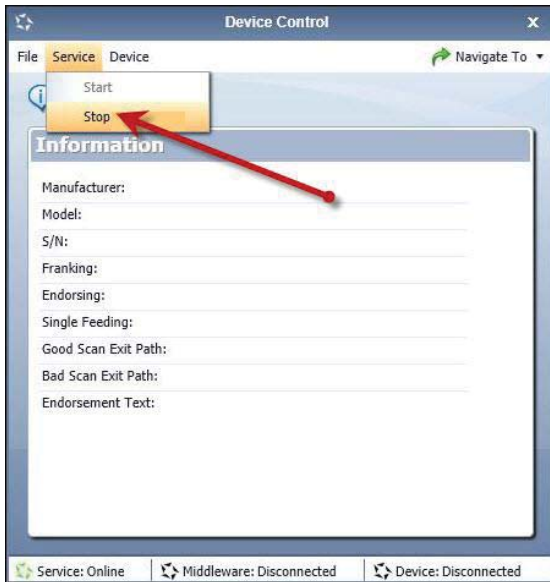 Device Control
x
File Service Device Navigate To
Start
Stop
Information
Manufacturer:
Model:
S/N:
Franking:
Endorsing:
Single Feeding:
Good Scan Exit Path:
Bad Scan Exit Path:
Endorsement Text:
Service: Online Middleware: Disconnected Device: Disconnected